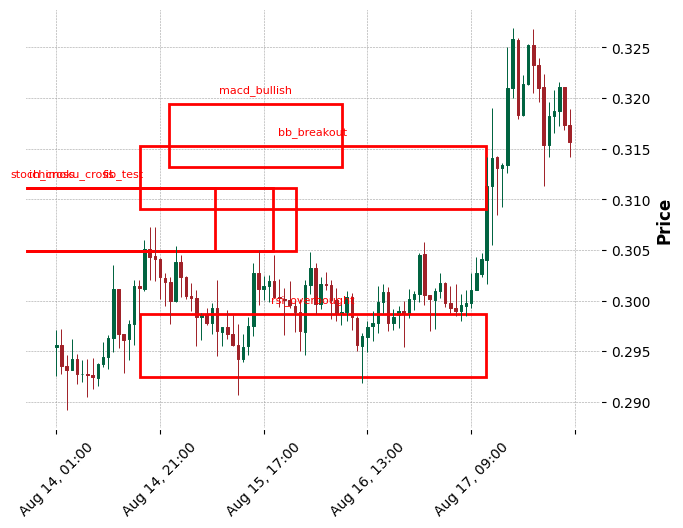 macd_bullish
bb_breakout
fib_test
rsi_overbought
0.325
0.320
0.315
0.310
0.305
0.300
0.295
0.290
Price
Aug 14, 01:00
Aug 14, 21:00
Aug 15, 17:00
Aug 16, 13:00
Aug 17, 09:00